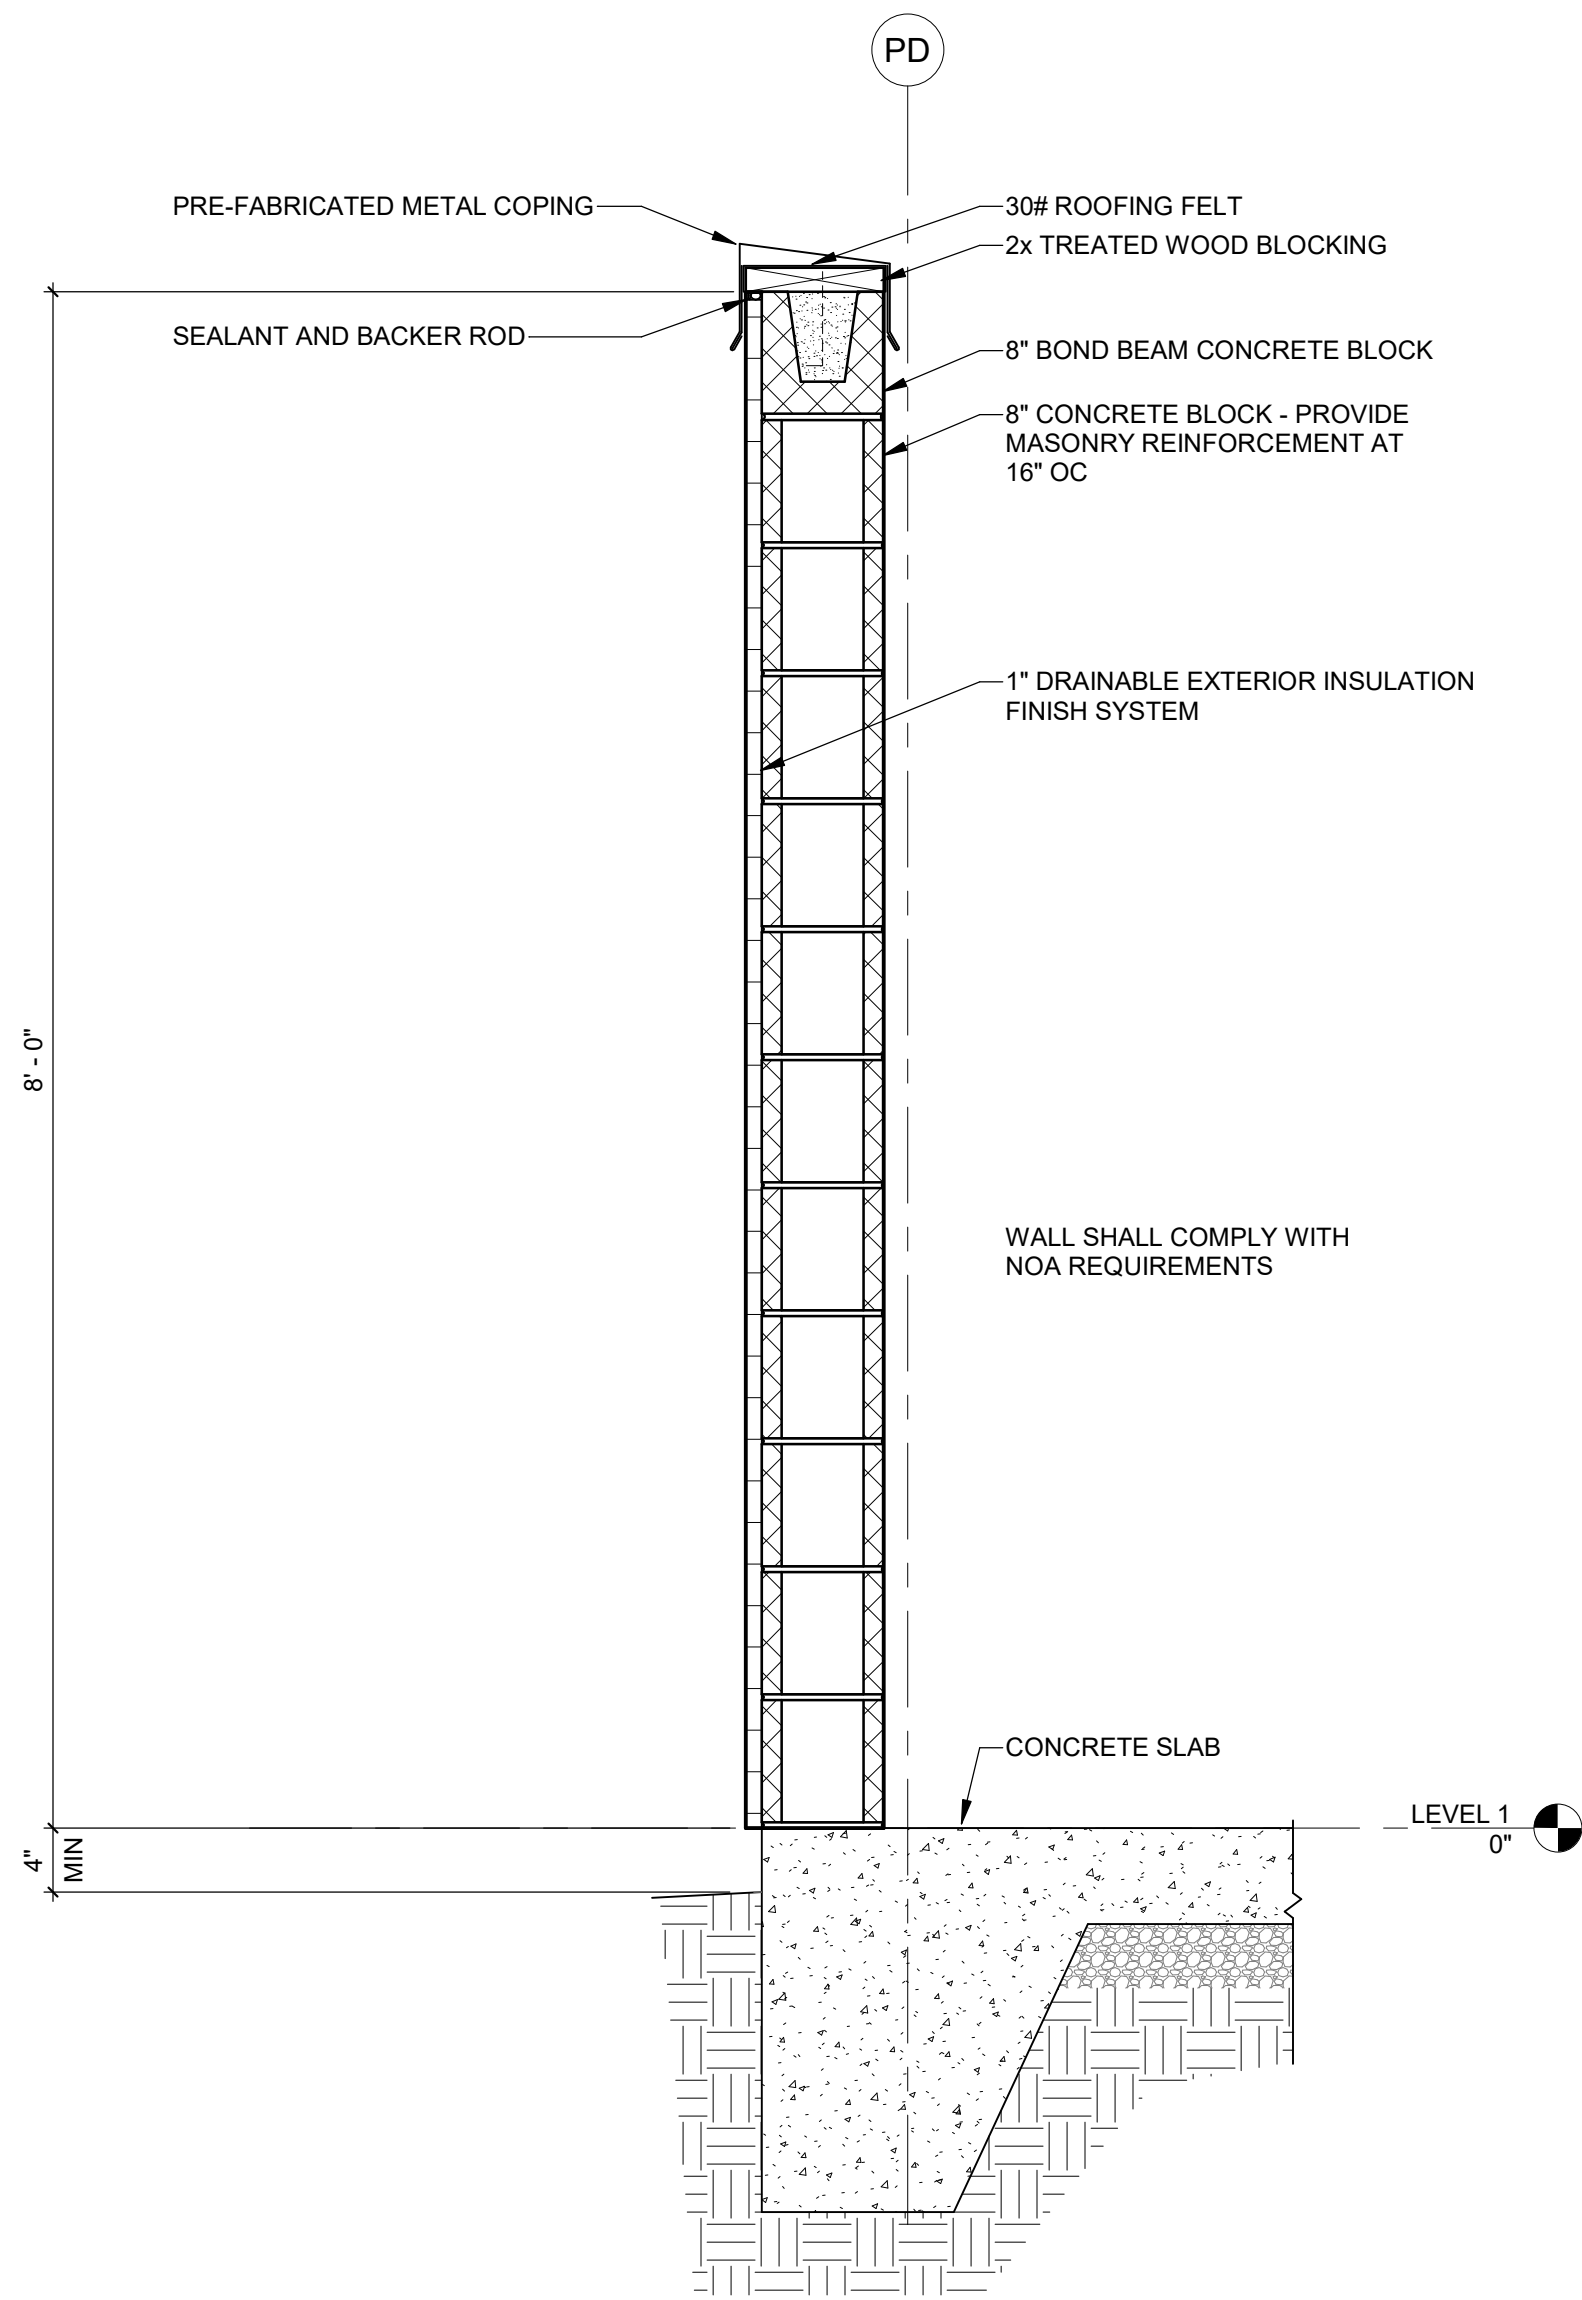 PD
PRE-FABRICATED METAL COPING
30# ROOFING FELT
2x TREATED WOOD BLOCKING
SEALANT AND BACKER ROD
8" BOND BEAM CONCRETE BLOCK
8" CONCRETE BLOCK - PROVIDE
MASONRY REINFORCEMENT AT
16" OC
1" DRAINABLE EXTERIOR INSULATION
FINISH SYSTEM
8' - 0"
WALL SHALL COMPLY WITH
NOA REQUIREMENTS
CONCRETE SLAB
LEVEL 1
0"
4"
MIN